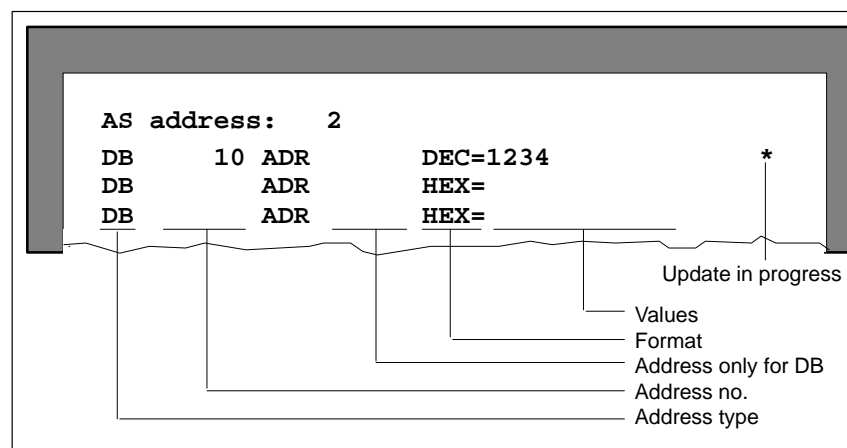 AS address: 2
DB 10 ADR DEC=1234 *
DB ADR HEX=
DB ADR HEX=
Update in progress
Values
Format
Address only for DB
Address no.
Address type